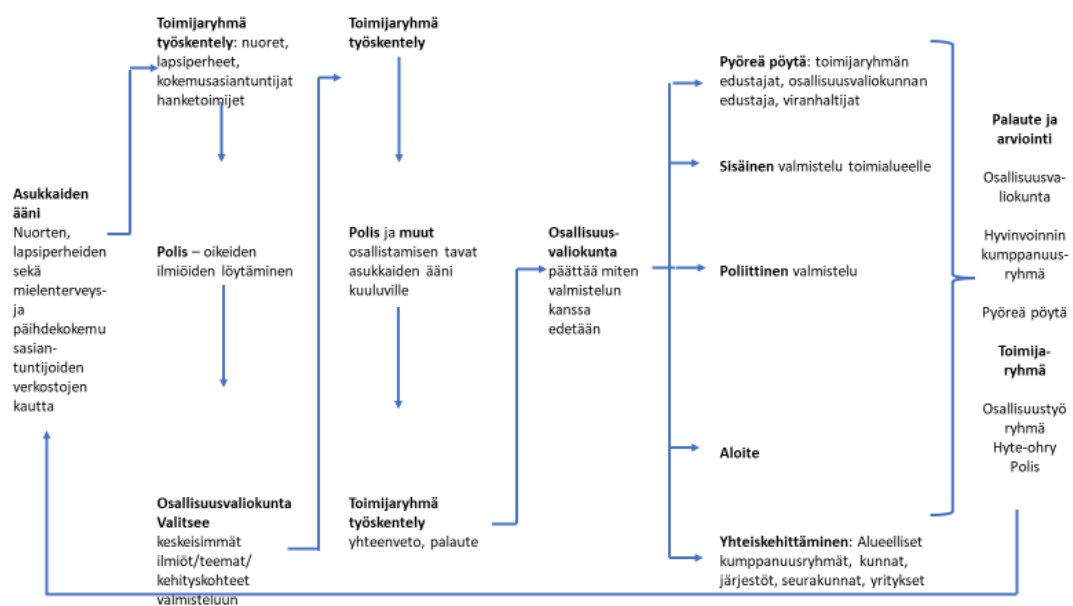 Asukkaiden
ääni
Nuorten,
lapsiperheiden
sekä
mielenterveys-
ja
päihdekokemu
sasian-
tuntijoiden
verkostojen
kautta
Toimijaryhmä
työskentely: nuoret,
lapsiperheet,
kokemusasiantuntijat
hanketoimijet
Polis – oikeiden
ilmiöiden löytäminen
Osallisuusvaliokunta
Valitsee
keskeisimmät
ilmiöt/teemat/
kehityskohteet
valmisteluun
Toimijaryhmä
työskentely
Polis ja muut
osallistamisen tavat
asukkaiden ääni
kuuluville
Toimijaryhmä
työskentely
yhteenveto, palaute
Osallisuus-
valiokunta
päättää miten
valmistelun
kanssa
edetään
Pyöreä pöytä: toimijaryhmän
edustajat, osallisuusvaliokunnan
edustaja, viranhaltijat
Sisäinen valmistelu toimialueelle
Poliittinen valmistelu
Aloite
Yhteiskehittäminen: Alueelliset
kumppanuusryhmät, kunnat,
järjestöt, seurakunnat, yritykset
Palaute ja
arviointi
Osallisuusva-
liokunta
Hyvinvoinnin
kumppanuus-
ryhmä
Pyöreä pöytä
Toimija-
ryhmä
Osallisuustyö
ryhmä
Hyte-ohry
Polis